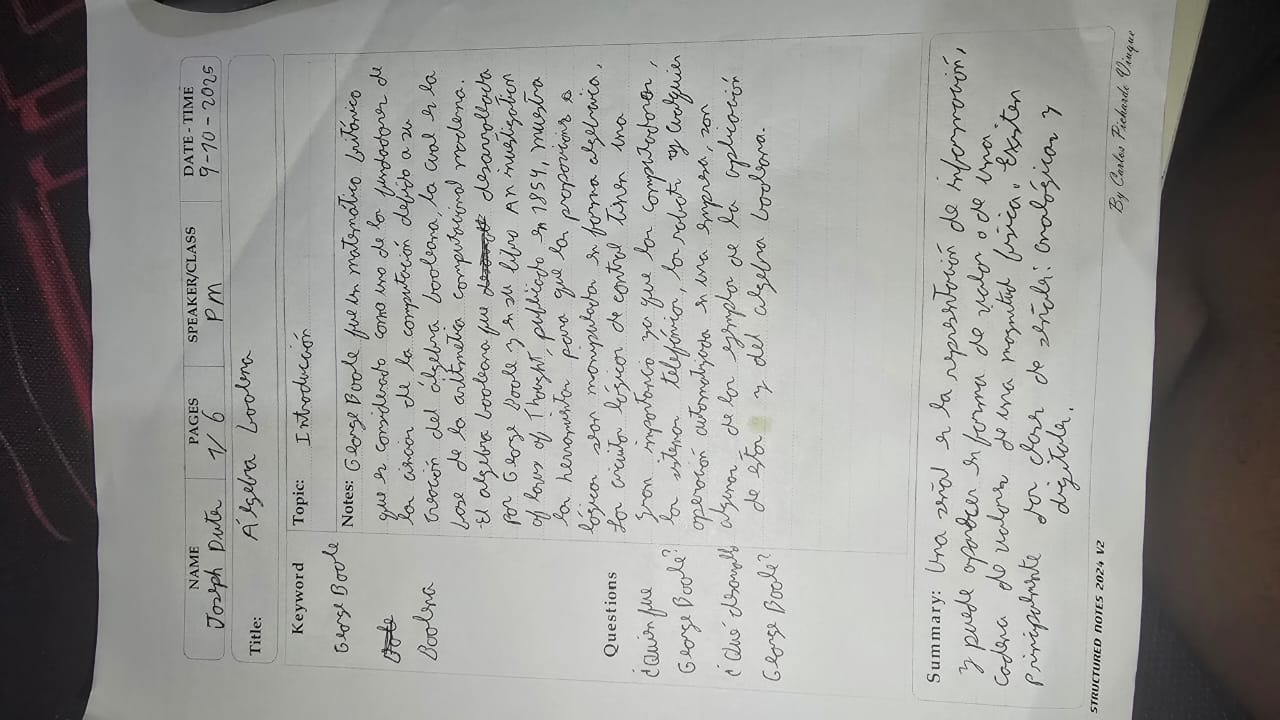 NAME PAGES SPEAKER/CLASS DATE - TIME
Joseph 1/6 PM 9-10-2025
Title: Álgebra boolena
Keyword
George Boole
Boolena
Topic: Introducción
Notes: George Boole fue un matemático británico
que es considerado como uno de los fundadores de
las ciencias de la computación debido a su
creación del álgebra booleana, la cual es la
base de la aritmética computacional moderna.
El algebra booleana fue desarrollada
por George Boole y en su libro An investigation
of laws of Thought, publicado en 1854, muestra
las herramientas para que las proposiciones
lógicas sean manipuladas en forma algebraica,
los circuitos lógicos de control tienen una
gran importancia ya que las computadoras,
los sistemas telefónicos, los robots y cualquier
operación automatizada en una empresa, son
algunos de los ejemplos de la aplicación
de estos y del algebra booleana.
Questions
¿Quien fue
George Boole?
¿Qué desarrolló
George Boole?
Summary: Una señal es la representación de información,
y puede aparecer en forma de valor o de una
cadena de valores de una magnitud física. Existen
principalmente dos clases de señales: analógicas y
digitales.
STRUCTURED NOTES 2024 V2
By Carlos Pichardo Viuque